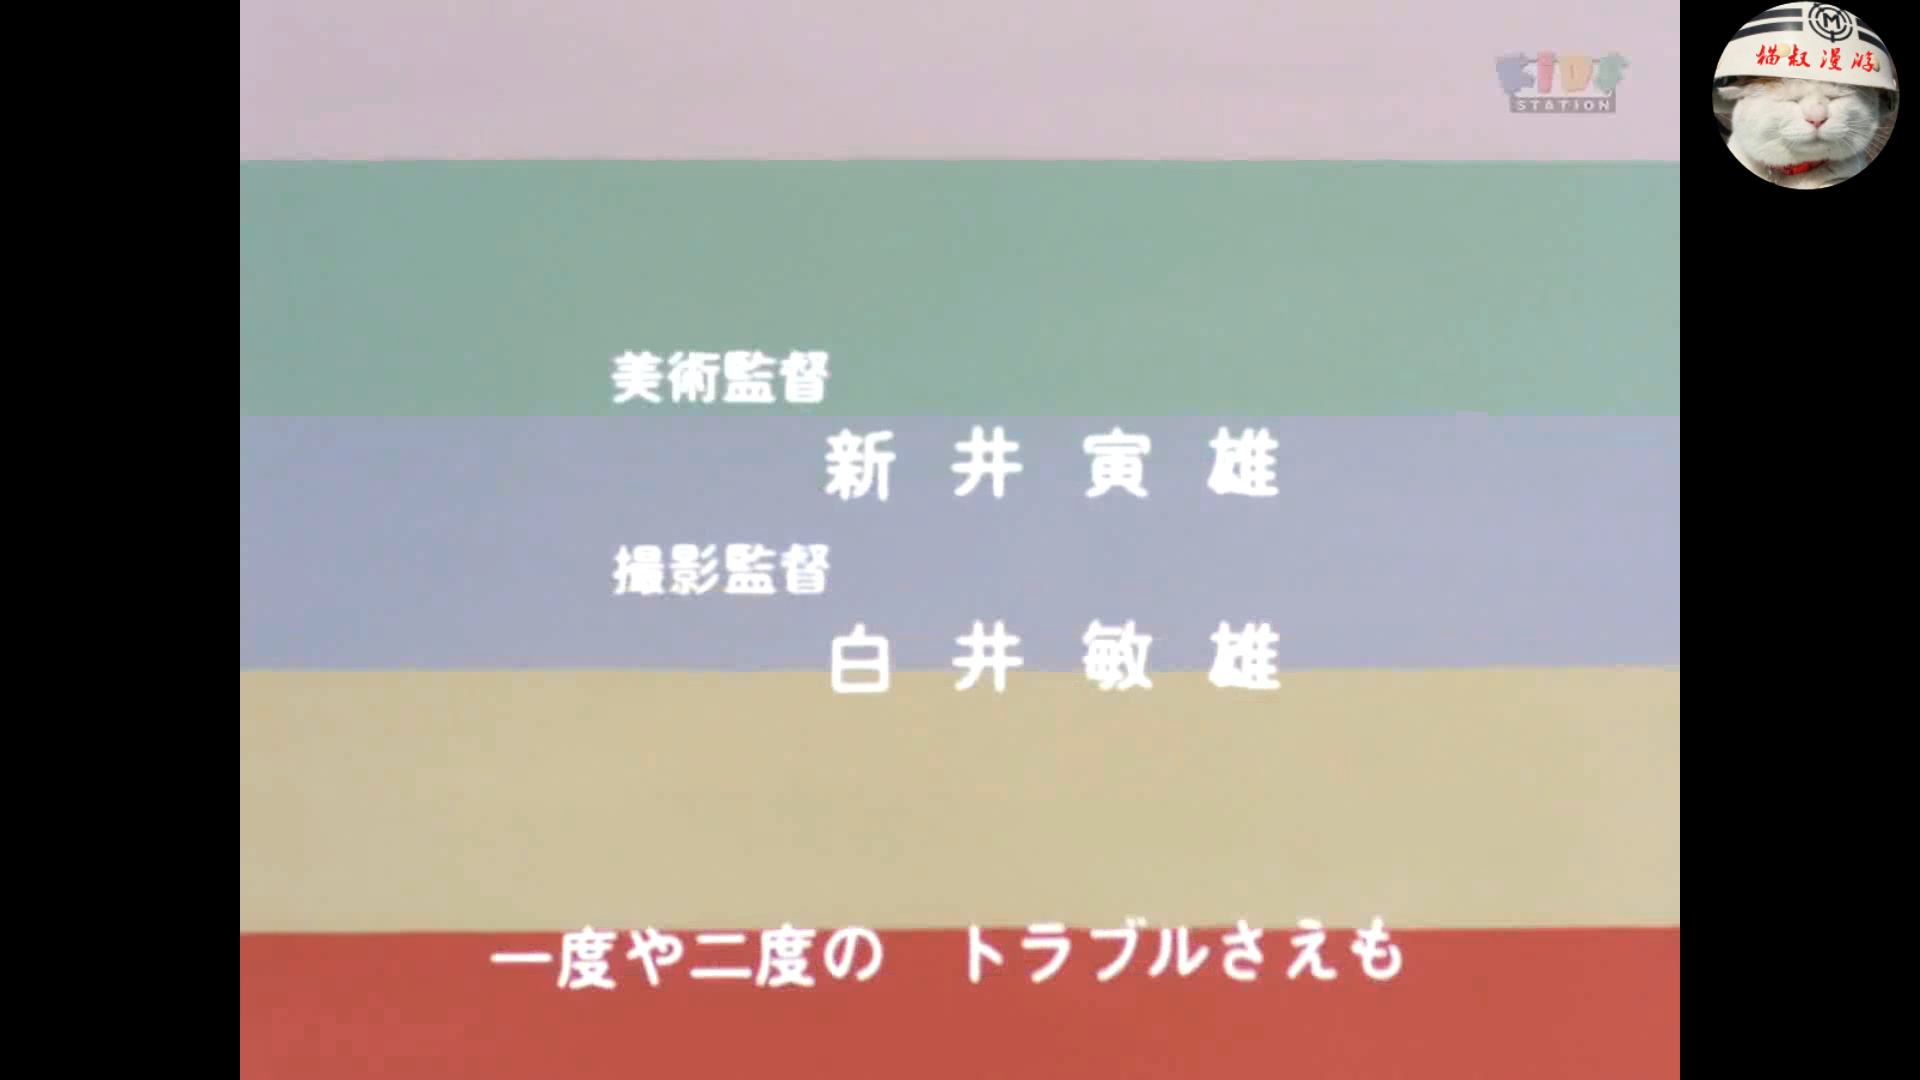 KIDS
STATION
猫叔漫游
美術監督
新井寅雄
撮影監督
白井敏雄
一度や二度の トラブルさえも